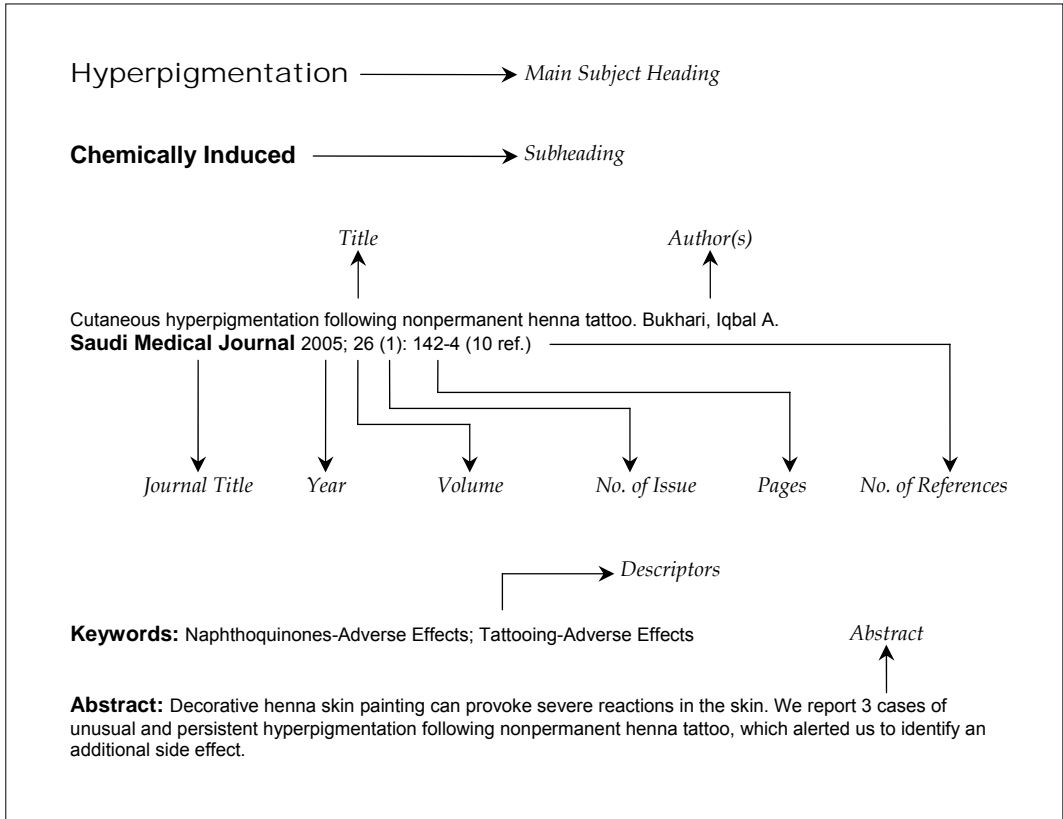 Hyperpigmentation Main Subject Heading
Chemically Induced Subheading
Title Author(s)
Cutaneous hyperpigmentation following nonpermanent henna tattoo. Bukhari, Iqbal A.
Saudi Medical Journal 2005; 26 (1): 142-4 (10 ref.)
Journal Title Year Volume No. of Issue Pages No. of References
Descriptors
Keywords: Naphthoquinones-Adverse Effects; Tattooing-Adverse Effects Abstract
Abstract: Decorative henna skin painting can provoke severe reactions in the skin. We report 3 cases of
unusual and persistent hyperpigmentation following nonpermanent henna tattoo, which alerted us to identify an
additional side effect.